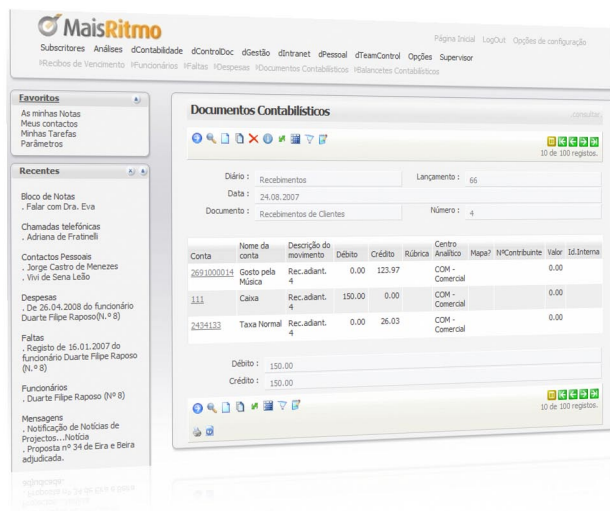 MaisRitmo
Página Inicial LogOut Opções de configuração
Subscritores Análises dContabilidade dControlDoc dGestão dIntranet dPessoal dTeamControl Opções Supervisor
Recibos de Vencimento Funcionários Faltas Despesas Documentos Contabilísticos Balancetes Contabilísticos
Favoritos
As minhas Notas
Meus contactos
Minhas Tarefas
Parâmetros
Recentes
Bloco de Notas
. Falar com Dra. Eva
Chamadas telefónicas
. Adriana de Fratinelli
Contactos Pessoais
. Jorge Castro de Menezes
. Vivi de Sena Leão
Despesas
. De 26.04.2008 do funcionário
Duarte Filipe Raposo(N.º 8)
Faltas
. Registo de 16.01.2007 do
funcionário Duarte Filipe Raposo
(N.º 8)
Funcionários
. Duarte Filipe Raposo (Nº 8)
Mensagens
. Notificação de Notícias de
Projectos...Notícia
. Proposta nº 34 de Eira e Beira
adjudicada.
Documentos Contabilísticos
consultar
10 de 100 registos.
Diário : Recebimentos Lançamento : 66
Data : 24.08.2007
Documento : Recebimentos de Clientes Número : 4
Conta Nome da conta Descrição do movimento Débito Crédito Rúbrica Centro Analítico Mapa? NºContribuinte Valor Id.Interna
2691000014 Gosto pela Música Rec.adiant. 4 0.00 123.97 COM - Comercial 0.00
111 Caixa Rec.adiant. 4 150.00 0.00 COM - Comercial 0.00
2434133 Taxa Normal Rec.adiant. 4 0.00 26.03 COM - Comercial 0.00
Débito : 150.00
Crédito : 150.00
10 de 100 registos.